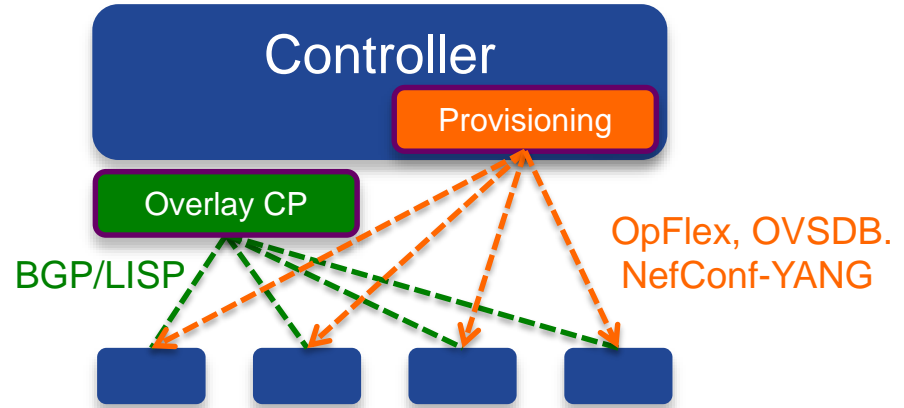 Controller
Provisioning
Overlay CP
BGP/LISP
OpFlex, OVSDB.
NefConf-YANG